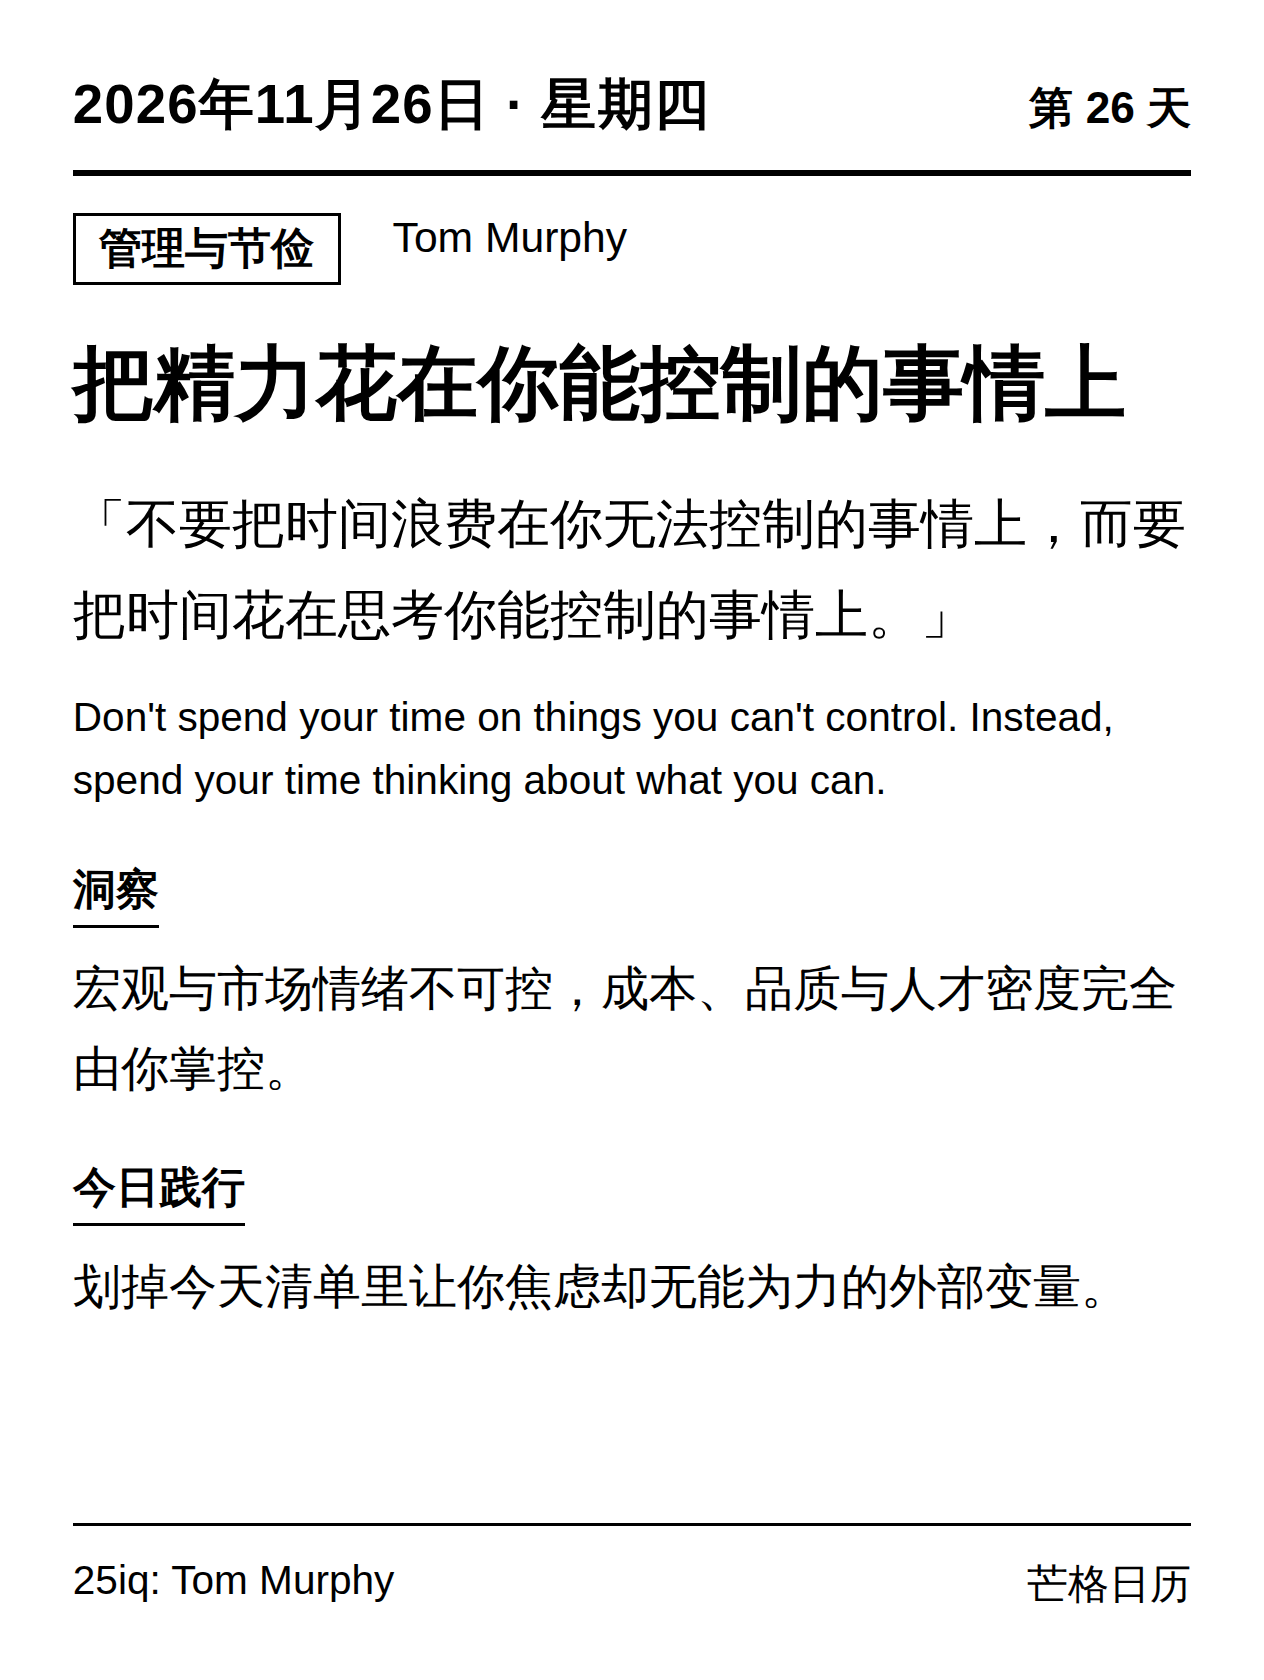 2026年11月26日 · 星期四
第 26 天
管理与节俭
Tom Murphy
把精力花在你能控制的事情上
「不要把时间浪费在你无法控制的事情上，而要
把时间花在思考你能控制的事情上。」
Don't spend your time on things you can't control. Instead,
spend your time thinking about what you can.
洞察
宏观与市场情绪不可控，成本、品质与人才密度完全
由你掌控。
今日践行
划掉今天清单里让你焦虑却无能为力的外部变量。
25iq: Tom Murphy
芒格日历